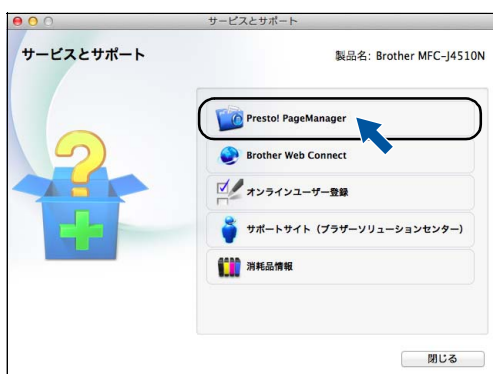 サービスとサポート
サービスとサポート
製品名: Brother MFC-J4510N
Presto! PageManager
Brother Web Connect
オンラインユーザー登録
サポートサイト（ブラザーソリューションセンター）
消耗品情報
閉じる